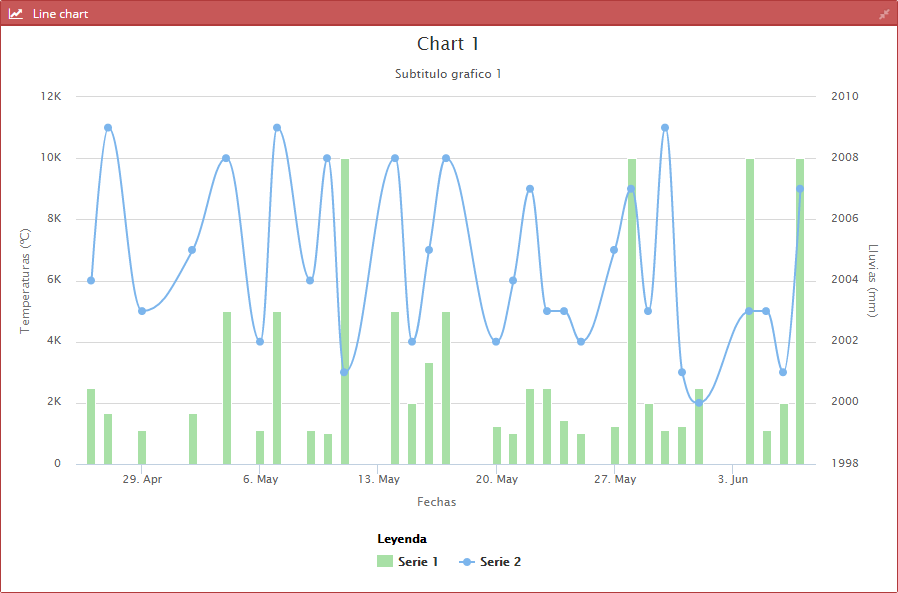 Line chart
Chart 1
Subtitulo grafico 1
12K
10K
8K
6K
4K
2K
0
Temperaturas (ºC)
2010
2008
2006
2004
2002
2000
1998
Lluvias (mm)
29. Apr
6. May
13. May
20. May
27. May
3. Jun
Fechas
Leyenda
Serie 1
Serie 2